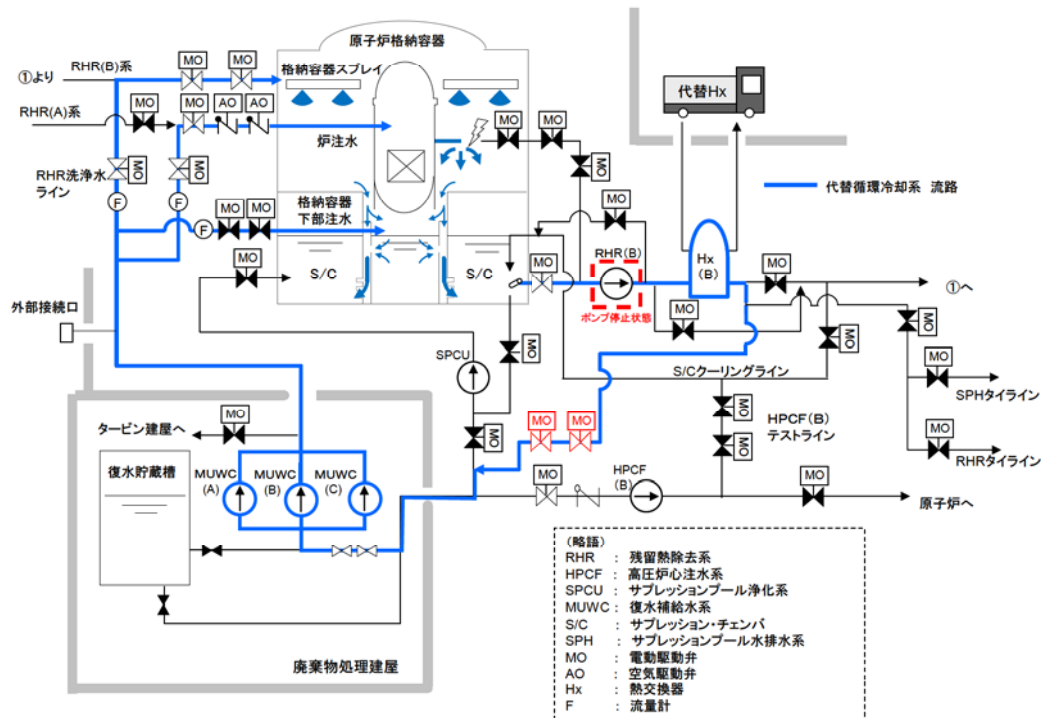 原子炉格納容器
MO
MO
①より
RHR(B)系
格納容器スプレイ
代替Hx
MO
MO
AO
AO
RHR(A)系
炉注水
MO
MO
MO
RHR洗浄水
ライン
MO
MO
代替循環冷却系 流路
F
F
F
MO
MO
格納容器
下部注水
MO
MO
S/C
S/C
MO
RHR(B)
Hx
(B)
MO
①へ
ポンプ停止状態
MO
MO
MO
外部接続口
SPCU
MO
S/Cクーリングライン
MO
SPHタイライン
MO
MO
MO
MO
HPCF(B)
テストライン
MO
MO
RHRタイライン
タービン建屋へ
MO
MO
復水貯蔵槽
MUWC
(A)
MUWC
(B)
MUWC
(C)
MO
HPCF
(B)
MO
原子炉へ
廃棄物処理建屋
(略語)
RHR : 残留熱除去系
HPCF : 高圧炉心注水系
SPCU : サプレッションプール浄化系
MUWC : 復水補給水系
S/C : サプレッション・チェンバ
SPH : サプレッションプール水排水系
MO : 電動駆動弁
AO : 空気駆動弁
Hx : 熱交換器
F : 流量計